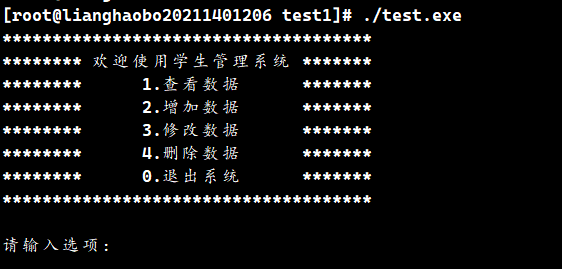 [root@lianghaobo20211401206 test1]# ./test.exe
*************************************
******** 欢迎使用学生管理系统 *******
******** 1.查看数据 *******
******** 2.增加数据 *******
******** 3.修改数据 *******
******** 4.删除数据 *******
******** 0.退出系统 *******
*************************************
请输入选项: